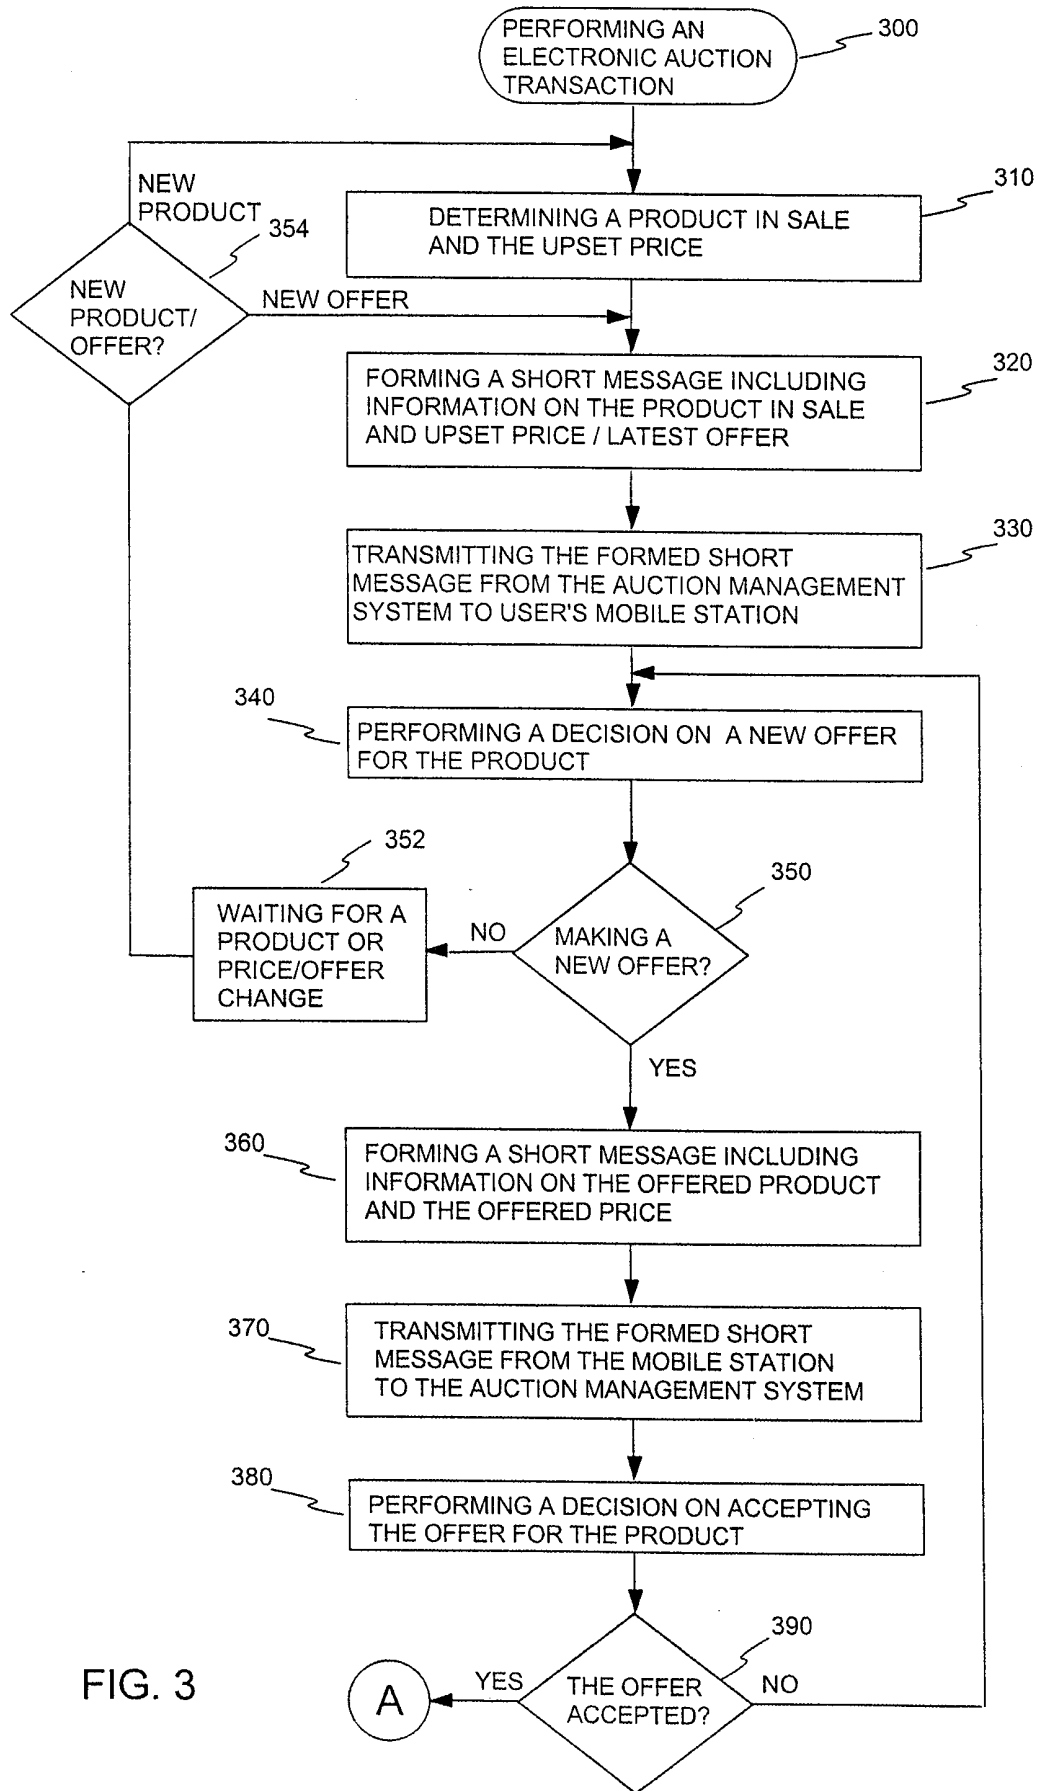 PERFORMING AN
ELECTRONIC AUCTION
TRANSACTION
300
NEW
PRODUCT
310
DETERMINING A PRODUCT IN SALE
AND THE UPSET PRICE
354
NEW
PRODUCT/
OFFER?
NEW OFFER
320
FORMING A SHORT MESSAGE INCLUDING
INFORMATION ON THE PRODUCT IN SALE
AND UPSET PRICE / LATEST OFFER
330
TRANSMITTING THE FORMED SHORT
MESSAGE FROM THE AUCTION MANAGEMENT
SYSTEM TO USER'S MOBILE STATION
340
PERFORMING A DECISION ON A NEW OFFER
FOR THE PRODUCT
352
WAITING FOR A
PRODUCT OR
PRICE/OFFER
CHANGE
NO
350
MAKING A
NEW OFFER?
YES
360
FORMING A SHORT MESSAGE INCLUDING
INFORMATION ON THE OFFERED PRODUCT
AND THE OFFERED PRICE
370
TRANSMITTING THE FORMED SHORT
MESSAGE FROM THE MOBILE STATION
TO THE AUCTION MANAGEMENT SYSTEM
380
PERFORMING A DECISION ON ACCEPTING
THE OFFER FOR THE PRODUCT
390
THE OFFER
ACCEPTED?
YES
NO
A
FIG. 3